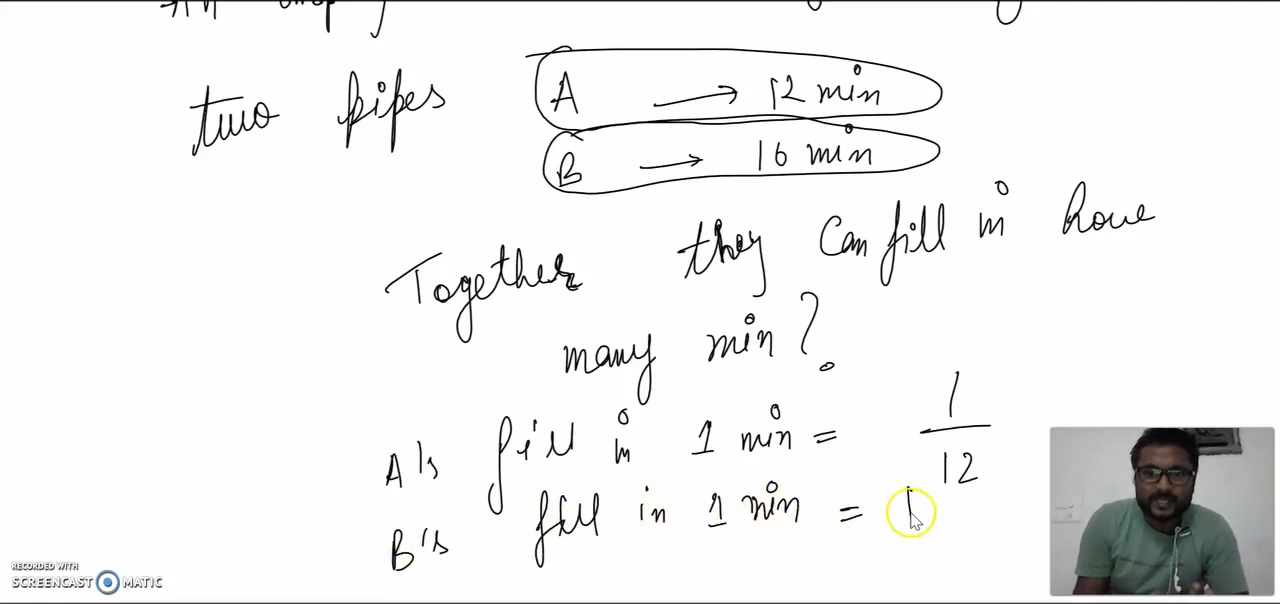 two pipes A → 12 min
B → 16 min
Together they can fill in how
many min?
A's fill in 1 min = 1/12
B's fill in 1 min = 1
RECORDED WITH
SCREENCAST MATIC